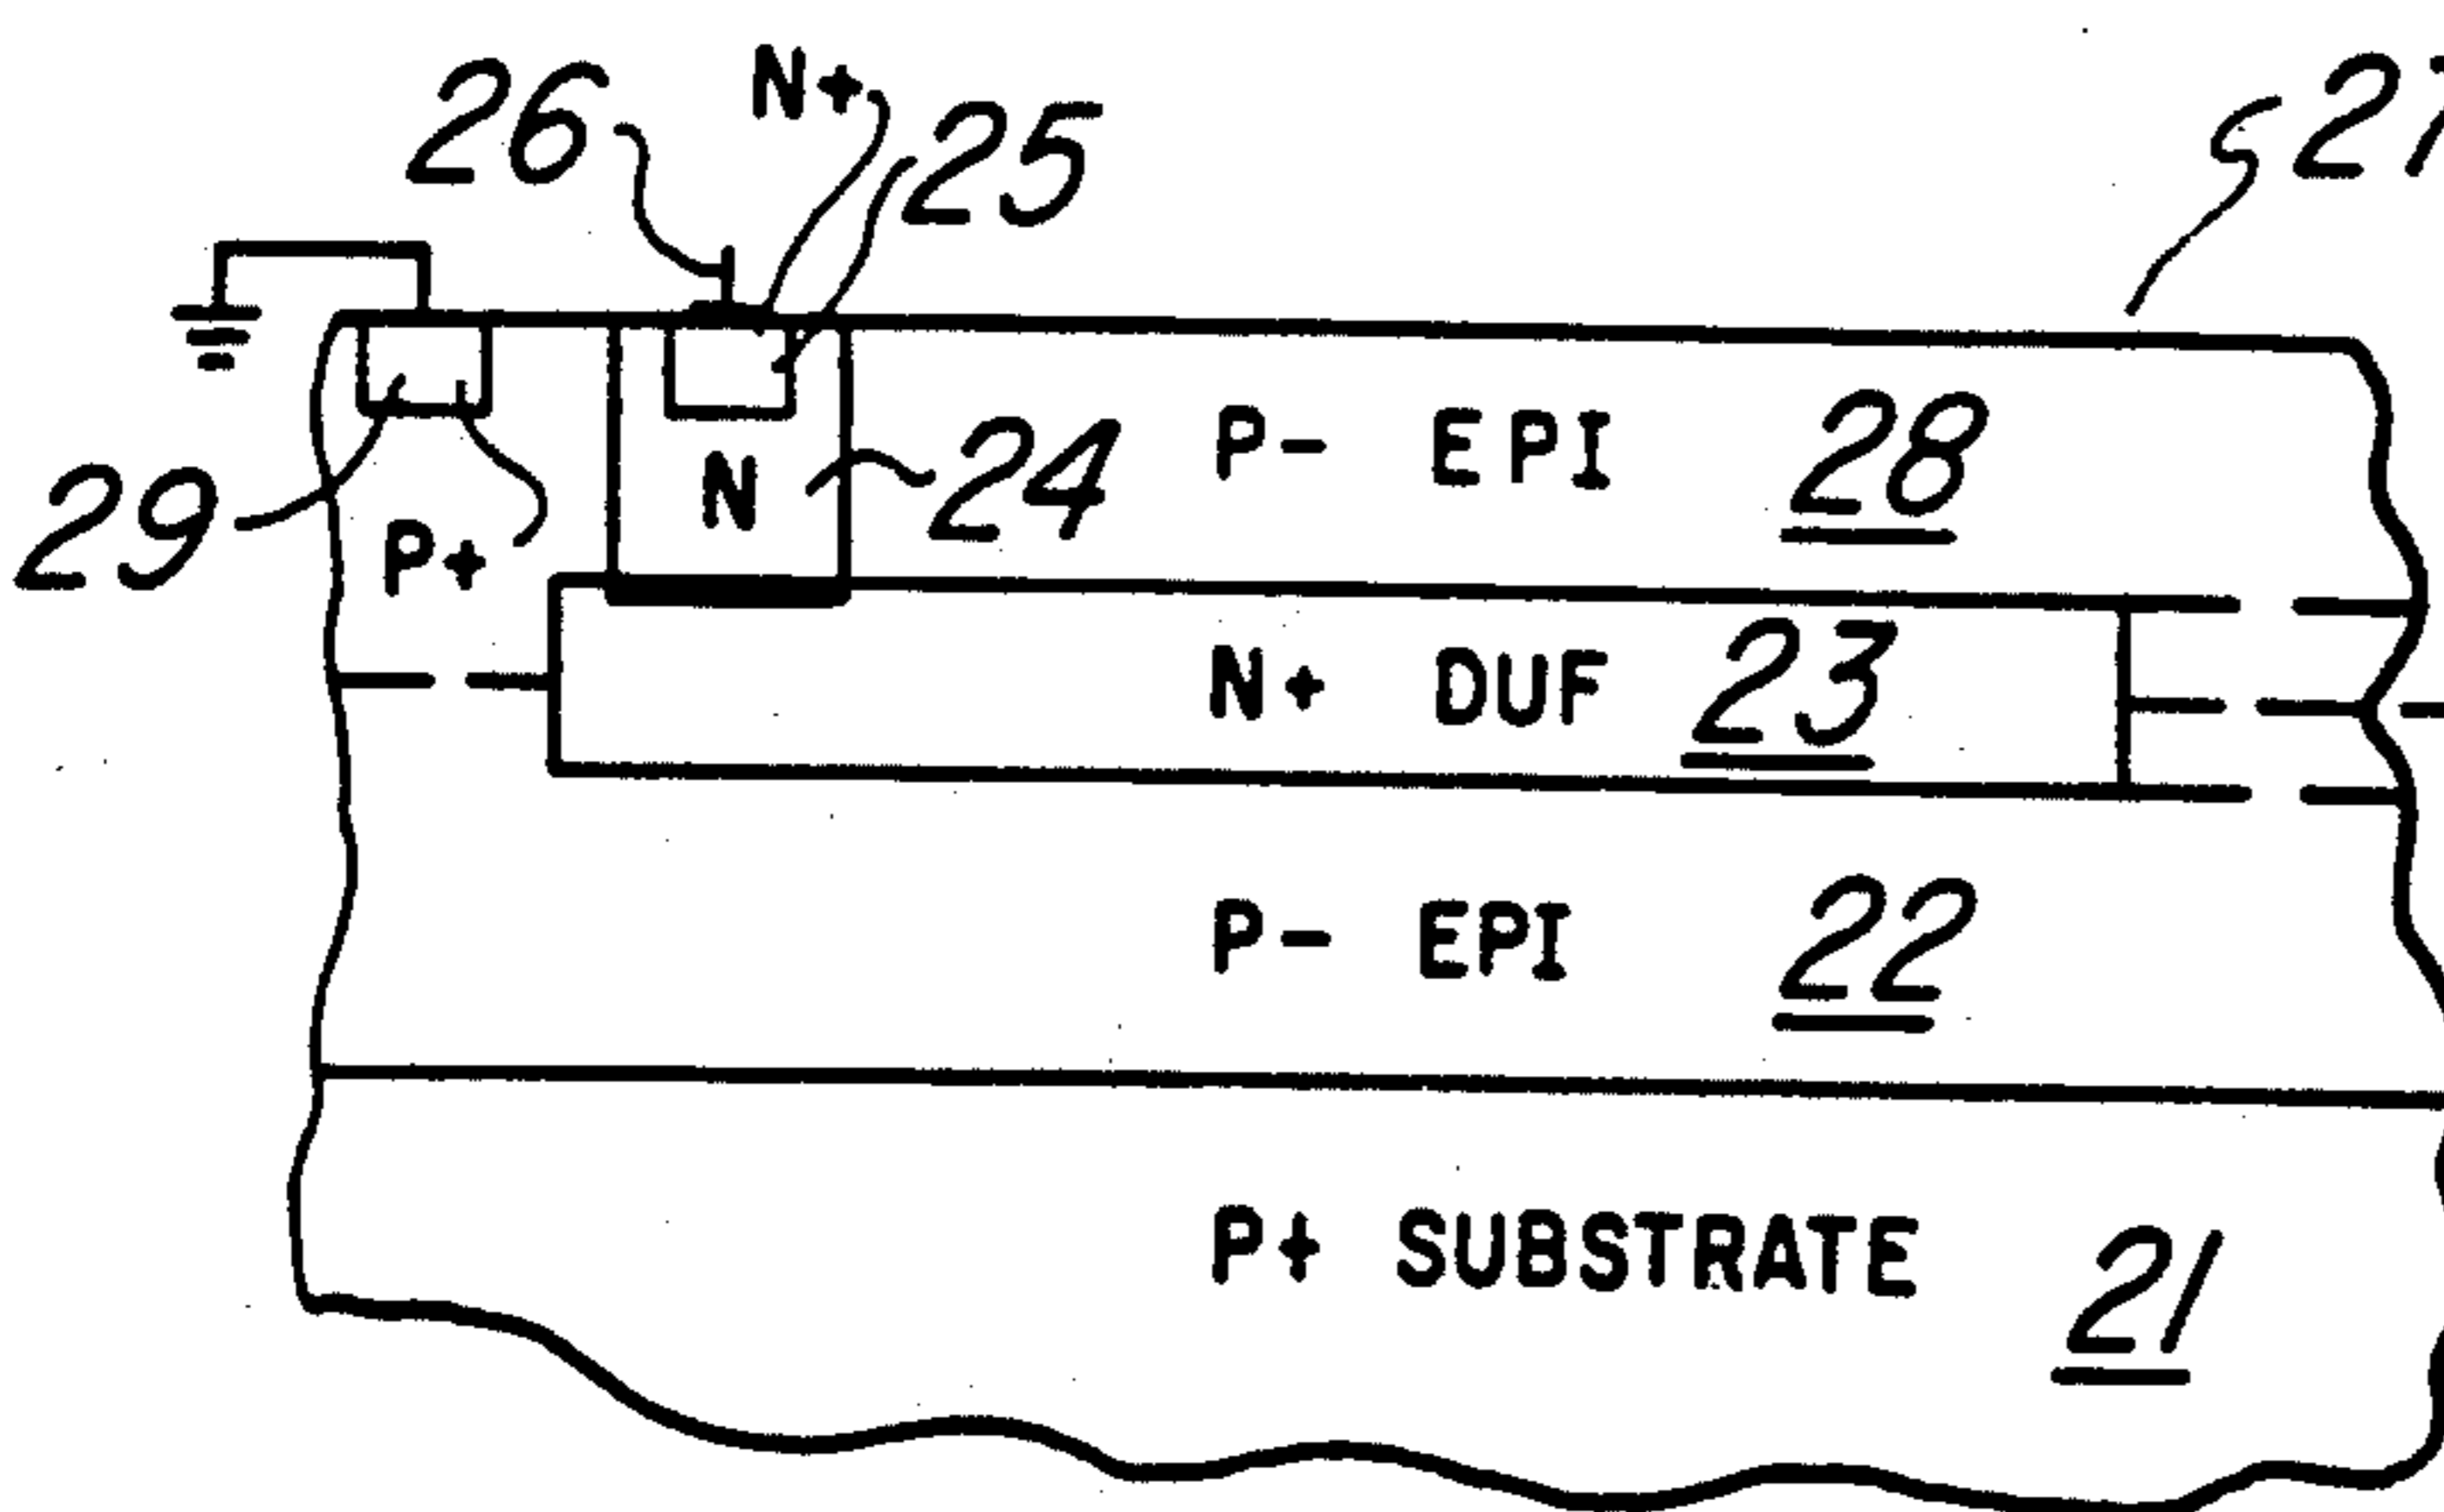 26
N+
25
27
29
P+
N
24
P- EPI 28
N+ DUF 23
P- EPI 22
P+ SUBSTRATE 21